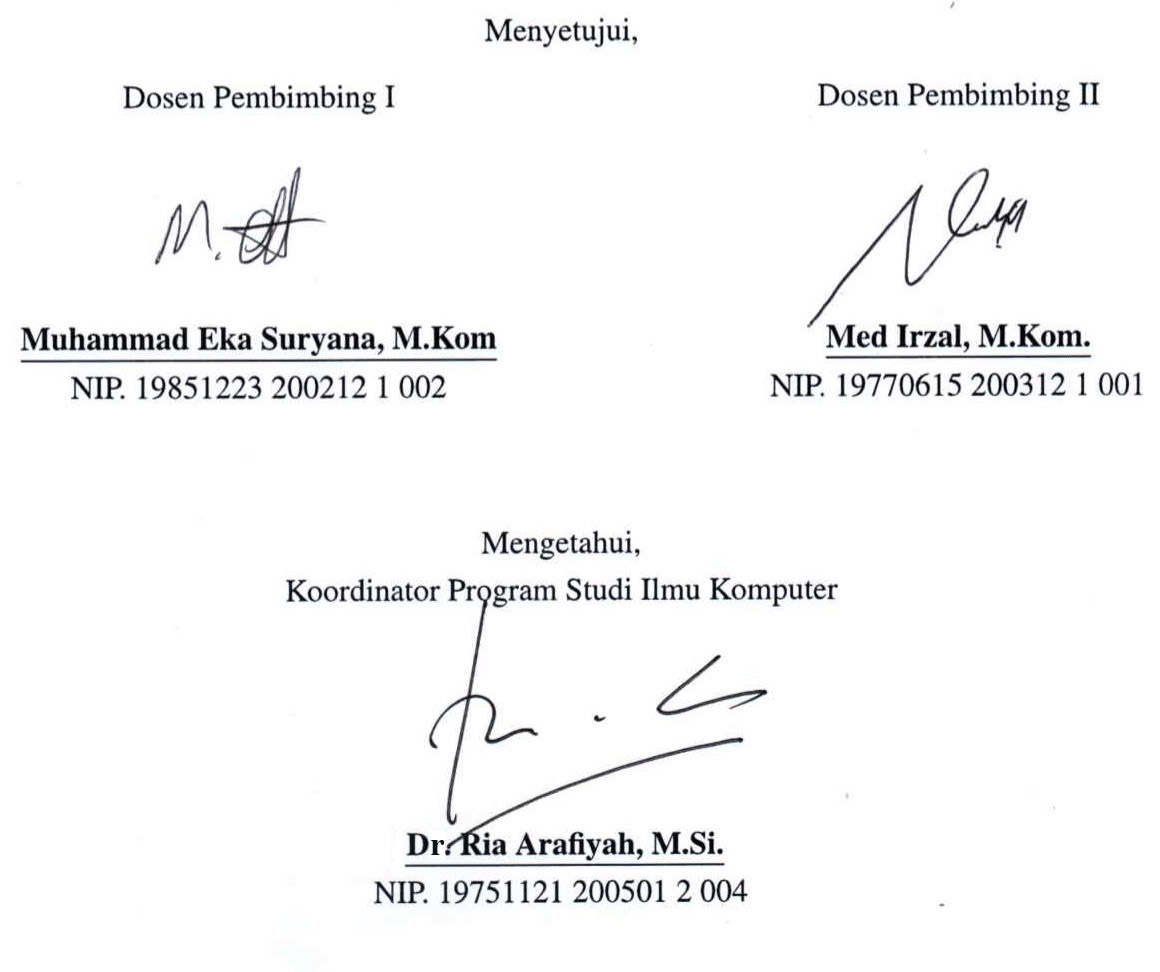 Menyetujui,
Dosen Pembimbing I
Dosen Pembimbing II
Muhammad Eka Suryana, M.Kom
NIP. 19851223 200212 1 002
Med Irzal, M.Kom.
NIP. 19770615 200312 1 001
Mengetahui,
Koordinator Program Studi Ilmu Komputer
Dr. Ria Arafiyah, M.Si.
NIP. 19751121 200501 2 004